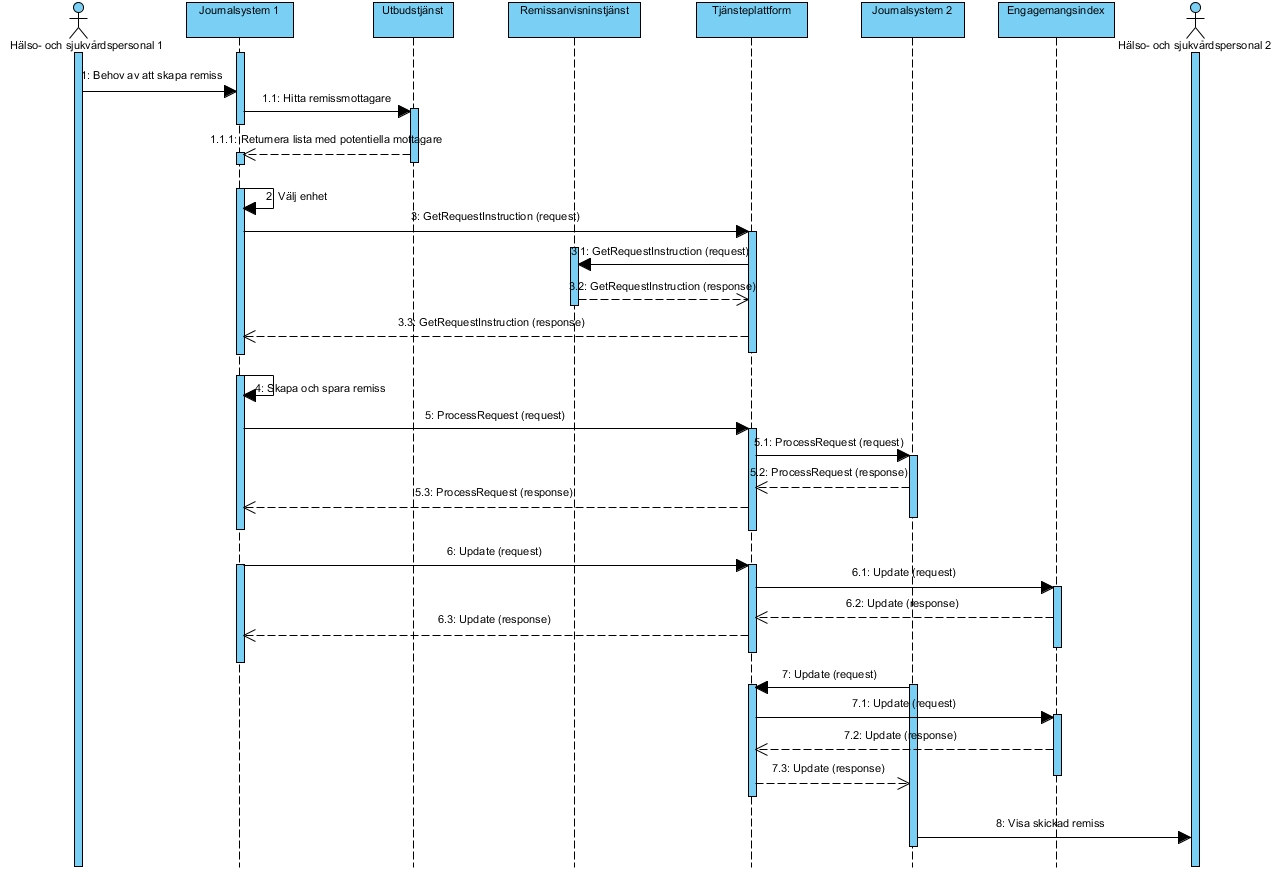 Journalsystem 1
Utbudstjänst
Remissanvisninstjänst
Tjänsteplattform
Journalsystem 2
Engagemangsindex
Hälso- och sjukvårdspersonal 1
Hälso- och sjukvårdspersonal 2
1: Behov av att skapa remiss
1.1: Hitta remissmottagare
1.1.1: Returnera lista med potentiella mottagare
2: Välj enhet
3: GetRequestInstruction (request)
3.1: GetRequestInstruction (request)
3.2: GetRequestInstruction (response)
3.3: GetRequestInstruction (response)
4: Skapa och spara remiss
5: ProcessRequest (request)
5.1: ProcessRequest (request)
5.2: ProcessRequest (response)
5.3: ProcessRequest (response)
6: Update (request)
6.1: Update (request)
6.2: Update (response)
6.3: Update (response)
7: Update (request)
7.1: Update (request)
7.2: Update (response)
7.3: Update (response)
8: Visa skickad remiss